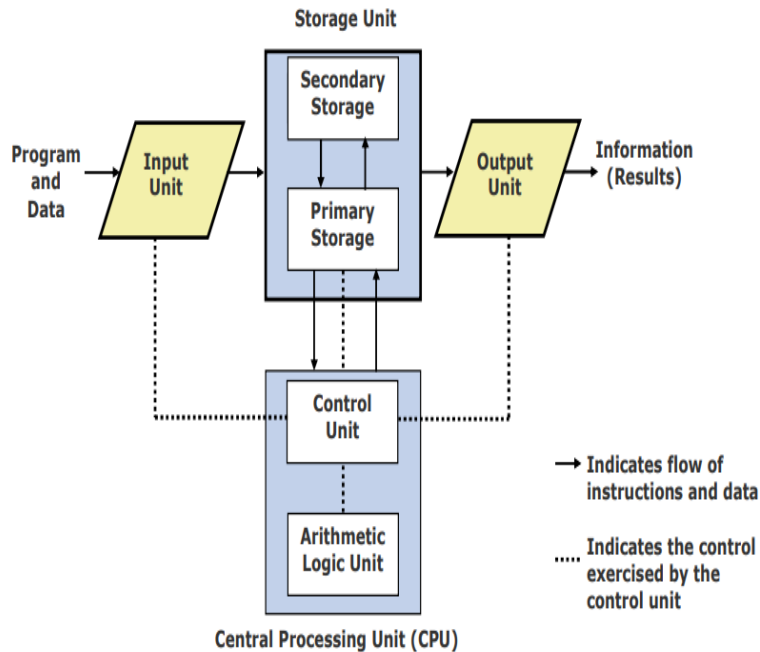 Storage Unit
Secondary
Storage
Program
and
Data
Input
Unit
Output
Unit
Information
(Results)
Primary
Storage
Control
Unit
Indicates flow of
instructions and data
Arithmetic
Logic Unit
Indicates the control
exercised by the
control unit
Central Processing Unit (CPU)